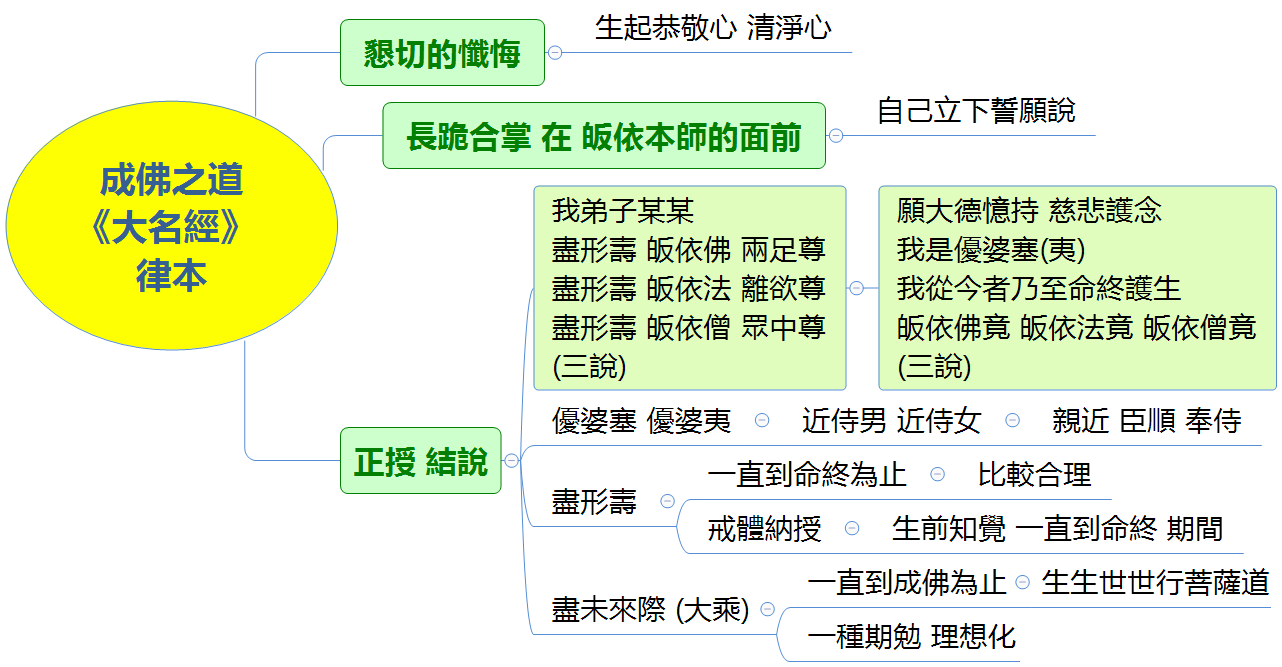 成佛之道
《大名經》
律本
懇切的懺悔
生起恭敬心 清淨心
長跪合掌 在 皈依本師的面前
自己立下誓願說
正授 結說
我弟子某某
盡形壽 皈依佛 兩足尊
盡形壽 皈依法 離欲尊
盡形壽 皈依僧 眾中尊
(三說)
願大德憶持 慈悲護念
我是優婆塞(夷)
我從今者乃至命終護生
皈依佛竟 皈依法竟 皈依僧竟
(三說)
優婆塞 優婆夷
近侍男 近侍女
親近 臣順 奉侍
盡形壽
一直到命終為止
比較合理
戒體納授
生前知覺 一直到命終 期間
盡未來際 (大乘)
一直到成佛為止
生生世世行菩薩道
一種期勉 理想化